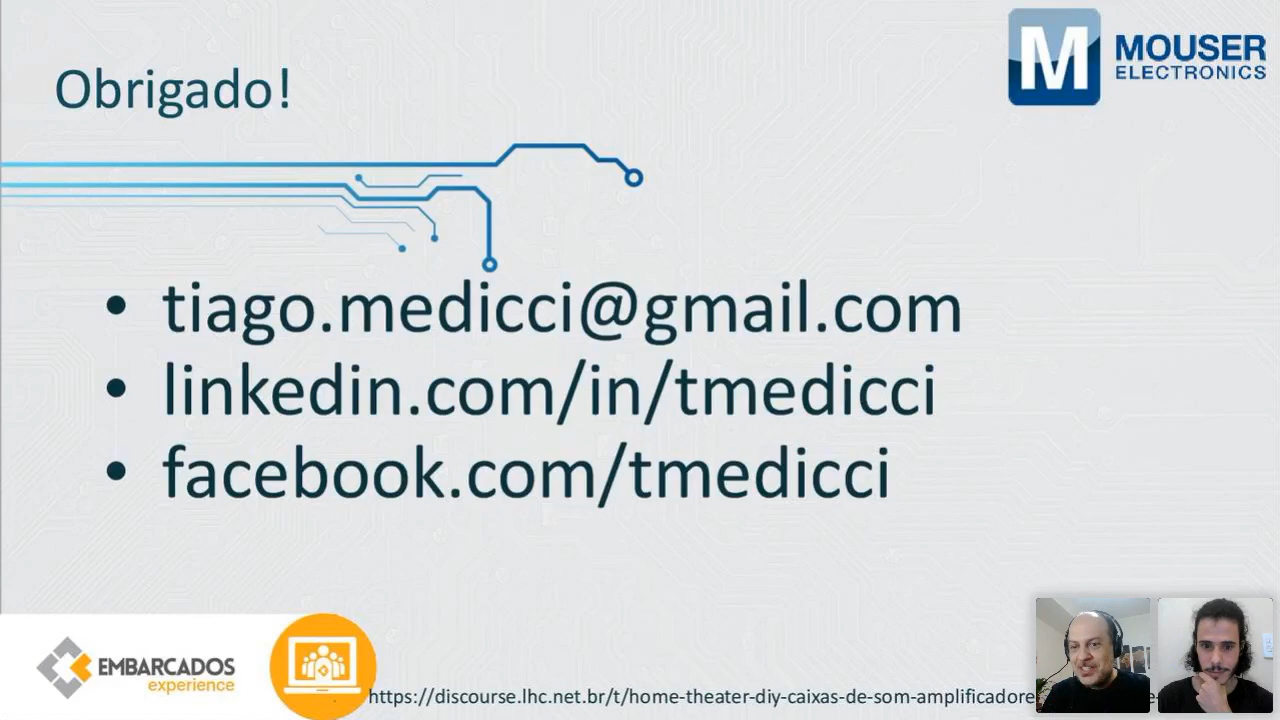 Obrigado!
M MOUSER
ELECTRONICS
• tiago.medicci@gmail.com
• linkedin.com/in/tmedicci
• facebook.com/tmedicci
EMBARCADOS
experience
https://discourse.lhc.net.br/t/home-theater-diy-caixas-de-som-amplificadore